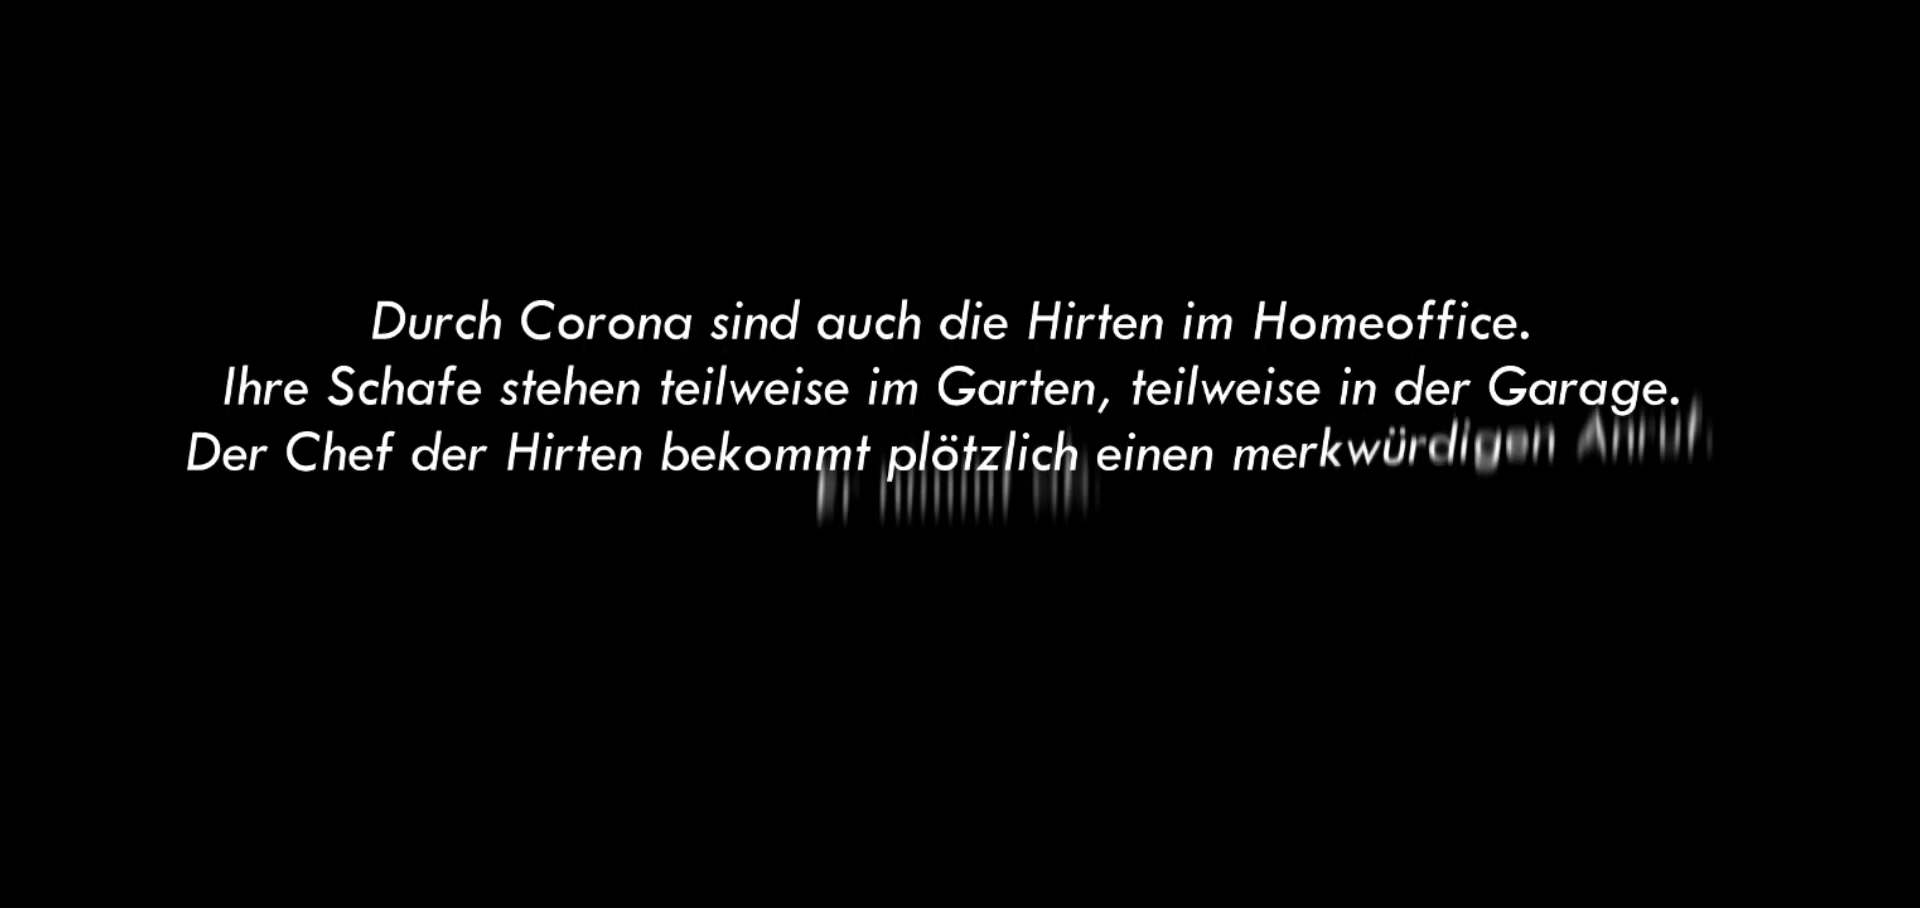 Durch Corona sind auch die Hirten im Homeoffice.
Ihre Schafe stehen teilweise im Garten, teilweise in der Garage.
Der Chef der Hirten bekommt plötzlich einen merkwürdigen Anruf.